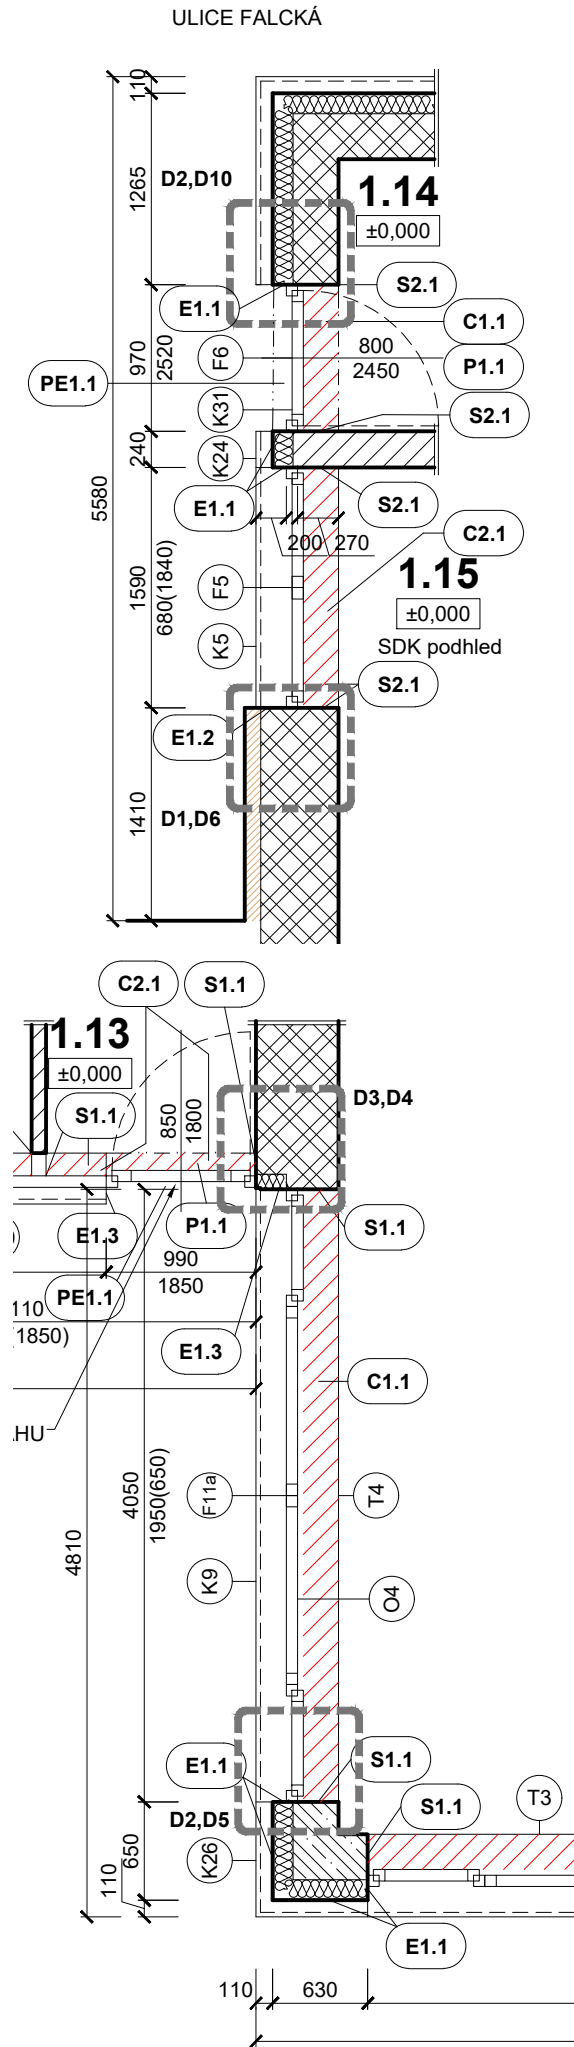 ULICE FALCKÁ
110
1265
D2,D10
1.14
±0,000
S2.1
E1.1
C1.1
970
2520
F6
800
2450
P1.1
PE1.1
K31
S2.1
240
K24
5580
E1.1
S2.1
200
270
C2.1
1590
680(1840)
F5
1.15
±0,000
K5
SDK podhled
S2.1
E1.2
1410
D1,D6
C2.1
S1.1
1.13
±0,000
D3,D4
S1.1
850
1800
P1.1
S1.1
E1.3
990
1850
PE1.1
110
1850)
E1.3
C1.1
AHU
4050
1950(650)
F11a
T4
4810
K9
O4
E1.1
S1.1
D2,D5
S1.1
T3
K26
650
110
E1.1
110
630